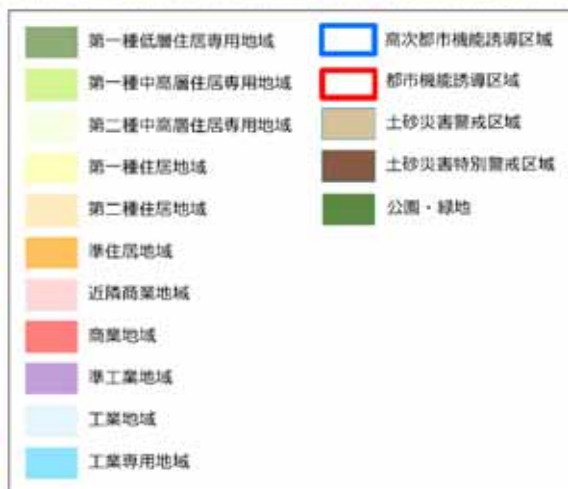 第一種低層住居専用地域
第一種中高層住居専用地域
第二種中高層住居専用地域
第一種住居地域
第二種住居地域
準住居地域
近隣商業地域
商業地域
準工業地域
工業地域
工業専用地域
高次都市機能誘導区域
都市機能誘導区域
土砂災害警戒区域
土砂災害特別警戒区域
公園・緑地